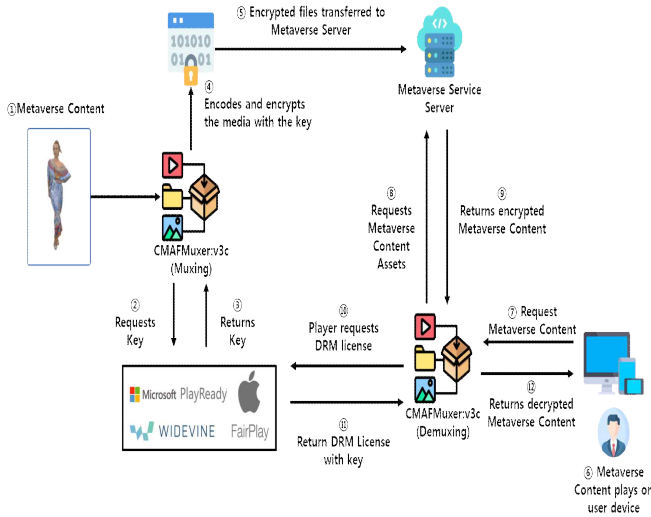 ⑤ Encrypted files transferred to
Metaverse Server
101010
01 01
</>
④
Encodes and encrypts
the media with the key
Metaverse Service
Server
①Metaverse Content
CMAFMuxer:v3c
(Muxing)
⑧
Requests
Metaverse
Content
Assets
⑨
Returns encrypted
Metaverse Content
②
Requests
Key
③
Returns
Key
⑩
Player requests
DRM license
⑦ Request
Metaverse Content
Microsoft PlayReady
WIDEVINE
FairPlay
⑪
Return DRM License
with key
CMAFMuxer:v3c
(Demuxing)
⑫
Returns decrypted
Metaverse Content
⑥ Metaverse
Content plays on
user device